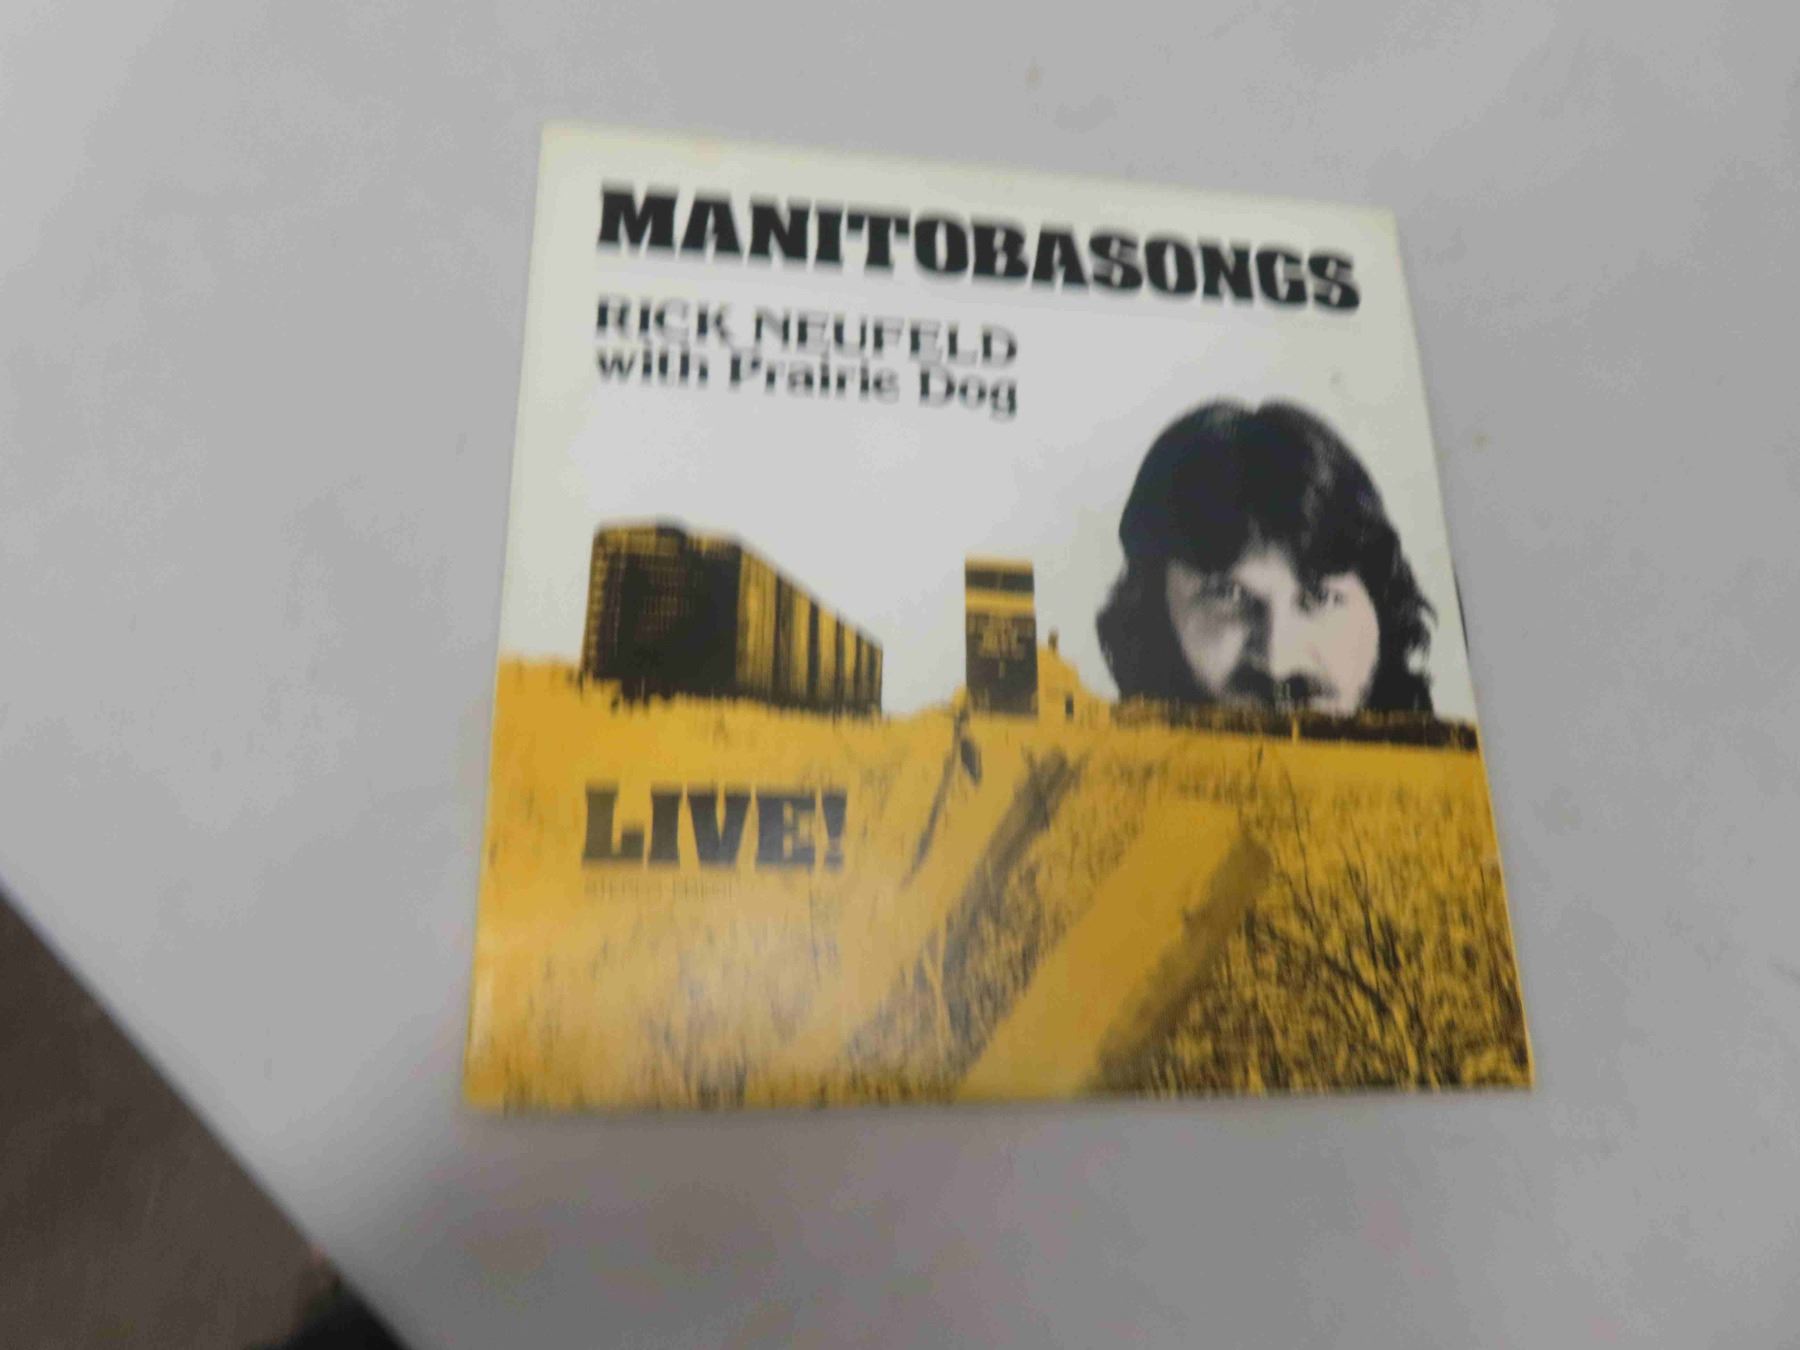 MANITOBASONGS
RICK NEUFELD
with Prairie Dog
LIVE!